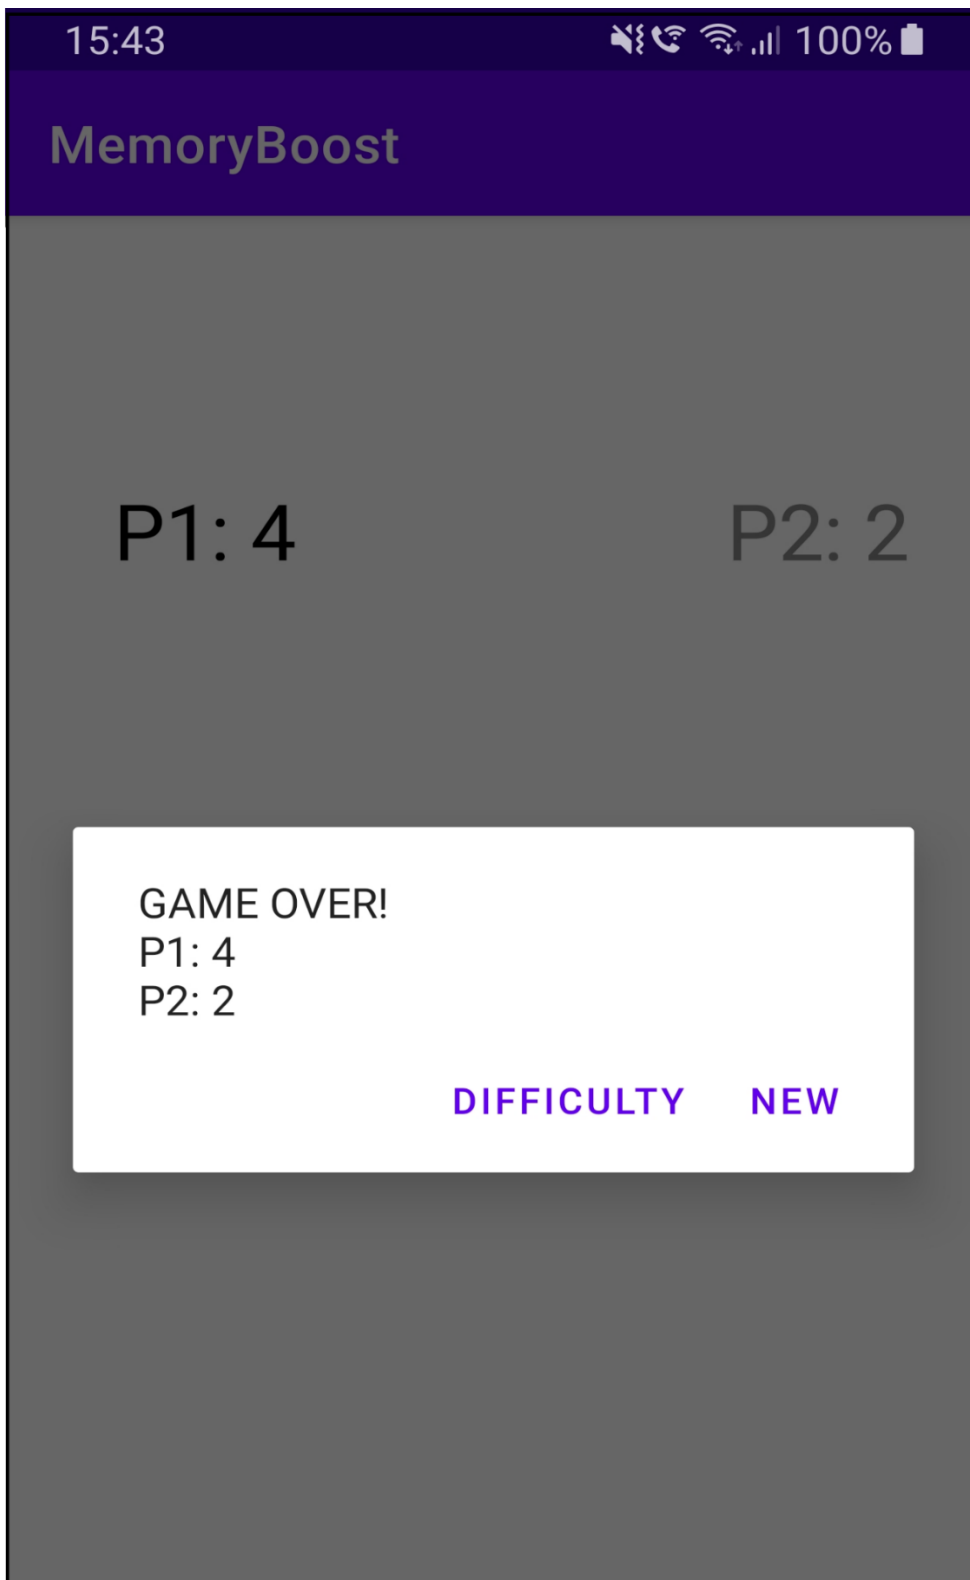 15:43 100%
MemoryBoost
P1: 4 P2: 2
GAME OVER!
P1: 4
P2: 2
DIFFICULTY NEW